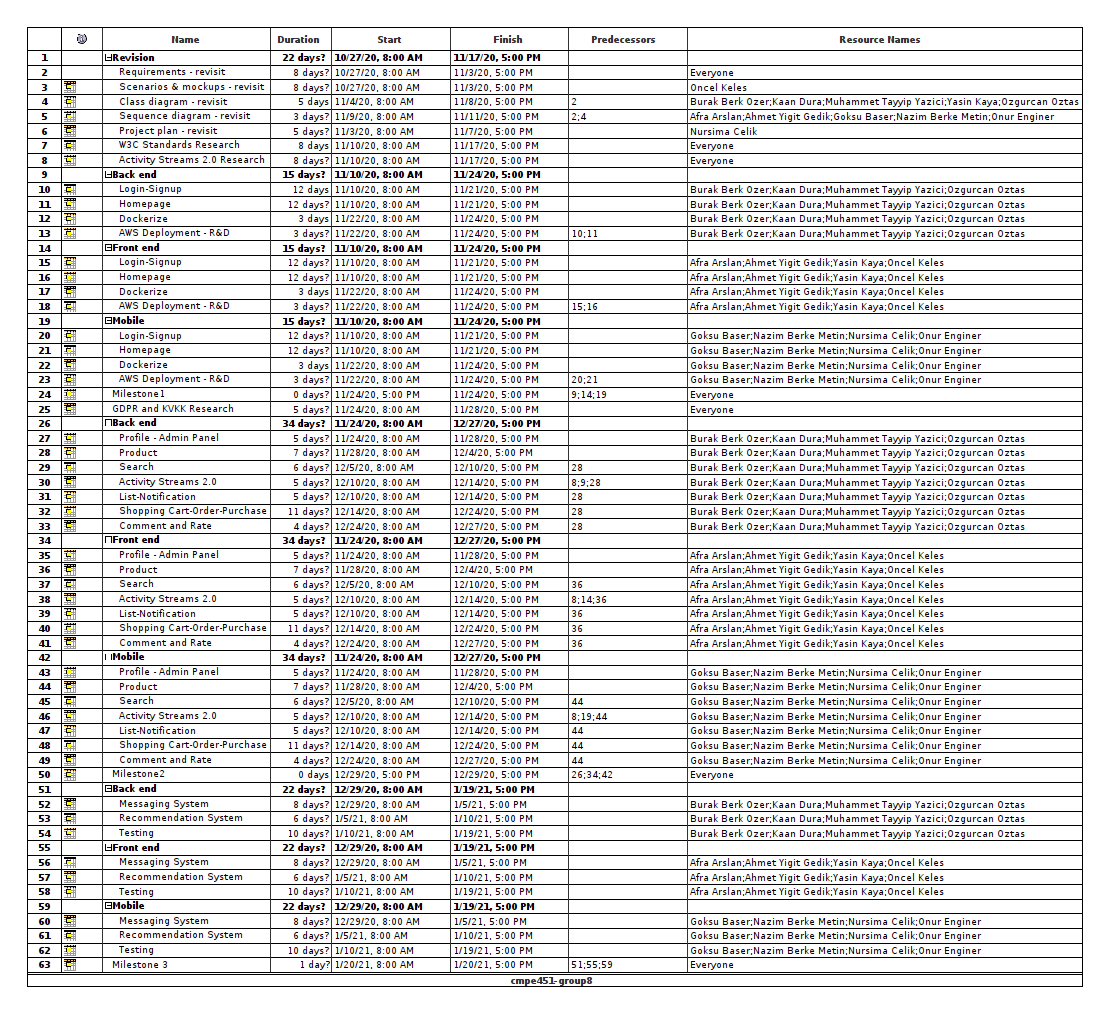 Name Duration Start Finish Predecessors Resource Names
1 Revision 22 days? 10/27/20, 8:00 AM 11/17/20, 5:00 PM
2 Requirements - revisit 8 days? 10/27/20, 8:00 AM 11/3/20, 5:00 PM Everyone
3 Scenarios & mockups - revisit 8 days? 10/27/20, 8:00 AM 11/3/20, 5:00 PM Oncel Keles
4 Class diagram - revisit 5 days 11/4/20, 8:00 AM 11/8/20, 5:00 PM 2 Burak Berk Ozer;Kaan Dura;Muhammet Tayyip Yazici;Yasin Kaya;Ozgurcan Oztas
5 Sequence diagram - revisit 3 days? 11/9/20, 8:00 AM 11/11/20, 5:00 PM 2;4 Afra Arslan;Ahmet Yigit Gedik;Goksu Baser;Nazim Berke Metin;Onur Enginer
6 Project plan - revisit 5 days? 11/3/20, 8:00 AM 11/7/20, 5:00 PM Nursima Celik
7 W3C Standards Research 8 days 11/10/20, 8:00 AM 11/17/20, 5:00 PM Everyone
8 Activity Streams 2.0 Research 8 days? 11/10/20, 8:00 AM 11/17/20, 5:00 PM Everyone
9 Back end 15 days? 11/10/20, 8:00 AM 11/24/20, 5:00 PM
10 Login-Signup 12 days 11/10/20, 8:00 AM 11/21/20, 5:00 PM Burak Berk Ozer;Kaan Dura;Muhammet Tayyip Yazici;Ozgurcan Oztas
11 Homepage 12 days? 11/10/20, 8:00 AM 11/21/20, 5:00 PM Burak Berk Ozer;Kaan Dura;Muhammet Tayyip Yazici;Ozgurcan Oztas
12 Dockerize 3 days 11/22/20, 8:00 AM 11/24/20, 5:00 PM Burak Berk Ozer;Kaan Dura;Muhammet Tayyip Yazici;Ozgurcan Oztas
13 AWS Deployment - R&D 3 days? 11/22/20, 8:00 AM 11/24/20, 5:00 PM 10;11 Burak Berk Ozer;Kaan Dura;Muhammet Tayyip Yazici;Ozgurcan Oztas
14 Front end 15 days? 11/10/20, 8:00 AM 11/24/20, 5:00 PM
15 Login-Signup 12 days? 11/10/20, 8:00 AM 11/21/20, 5:00 PM Afra Arslan;Ahmet Yigit Gedik;Yasin Kaya;Oncel Keles
16 Homepage 12 days? 11/10/20, 8:00 AM 11/21/20, 5:00 PM Afra Arslan;Ahmet Yigit Gedik;Yasin Kaya;Oncel Keles
17 Dockerize 3 days 11/22/20, 8:00 AM 11/24/20, 5:00 PM Afra Arslan;Ahmet Yigit Gedik;Yasin Kaya;Oncel Keles
18 AWS Deployment - R&D 3 days? 11/22/20, 8:00 AM 11/24/20, 5:00 PM 15;16 Afra Arslan;Ahmet Yigit Gedik;Yasin Kaya;Oncel Keles
19 Mobile 15 days? 11/10/20, 8:00 AM 11/24/20, 5:00 PM
20 Login-Signup 12 days? 11/10/20, 8:00 AM 11/21/20, 5:00 PM Goksu Baser;Nazim Berke Metin;Nursima Celik;Onur Enginer
21 Homepage 12 days? 11/10/20, 8:00 AM 11/21/20, 5:00 PM Goksu Baser;Nazim Berke Metin;Nursima Celik;Onur Enginer
22 Dockerize 3 days 11/22/20, 8:00 AM 11/24/20, 5:00 PM Goksu Baser;Nazim Berke Metin;Nursima Celik;Onur Enginer
23 AWS Deployment - R&D 3 days? 11/22/20, 8:00 AM 11/24/20, 5:00 PM 20;21 Goksu Baser;Nazim Berke Metin;Nursima Celik;Onur Enginer
24 Milestone1 0 days? 11/24/20, 5:00 PM 11/24/20, 5:00 PM 9;14;19 Everyone
25 GDPR and KVKK Research 5 days? 11/24/20, 8:00 AM 11/28/20, 5:00 PM Everyone
26 Back end 34 days? 11/24/20, 8:00 AM 12/27/20, 5:00 PM
27 Profile - Admin Panel 5 days? 11/24/20, 8:00 AM 11/28/20, 5:00 PM Burak Berk Ozer;Kaan Dura;Muhammet Tayyip Yazici;Ozgurcan Oztas
28 Product 7 days? 11/28/20, 8:00 AM 12/4/20, 5:00 PM Burak Berk Ozer;Kaan Dura;Muhammet Tayyip Yazici;Ozgurcan Oztas
29 Search 6 days? 12/5/20, 8:00 AM 12/10/20, 5:00 PM 28 Burak Berk Ozer;Kaan Dura;Muhammet Tayyip Yazici;Ozgurcan Oztas
30 Activity Streams 2.0 5 days? 12/10/20, 8:00 AM 12/14/20, 5:00 PM 8;9;28 Burak Berk Ozer;Kaan Dura;Muhammet Tayyip Yazici;Ozgurcan Oztas
31 List-Notification 5 days? 12/10/20, 8:00 AM 12/14/20, 5:00 PM 28 Burak Berk Ozer;Kaan Dura;Muhammet Tayyip Yazici;Ozgurcan Oztas
32 Shopping Cart-Order-Purchase 11 days? 12/14/20, 8:00 AM 12/24/20, 5:00 PM 28 Burak Berk Ozer;Kaan Dura;Muhammet Tayyip Yazici;Ozgurcan Oztas
33 Comment and Rate 4 days? 12/24/20, 8:00 AM 12/27/20, 5:00 PM 28 Burak Berk Ozer;Kaan Dura;Muhammet Tayyip Yazici;Ozgurcan Oztas
34 Front end 34 days? 11/24/20, 8:00 AM 12/27/20, 5:00 PM
35 Profile - Admin Panel 5 days? 11/24/20, 8:00 AM 11/28/20, 5:00 PM Afra Arslan;Ahmet Yigit Gedik;Yasin Kaya;Oncel Keles
36 Product 7 days? 11/28/20, 8:00 AM 12/4/20, 5:00 PM Afra Arslan;Ahmet Yigit Gedik;Yasin Kaya;Oncel Keles
37 Search 6 days? 12/5/20, 8:00 AM 12/10/20, 5:00 PM 36 Afra Arslan;Ahmet Yigit Gedik;Yasin Kaya;Oncel Keles
38 Activity Streams 2.0 5 days? 12/10/20, 8:00 AM 12/14/20, 5:00 PM 8;14;36 Afra Arslan;Ahmet Yigit Gedik;Yasin Kaya;Oncel Keles
39 List-Notification 5 days? 12/10/20, 8:00 AM 12/14/20, 5:00 PM 36 Afra Arslan;Ahmet Yigit Gedik;Yasin Kaya;Oncel Keles
40 Shopping Cart-Order-Purchase 11 days? 12/14/20, 8:00 AM 12/24/20, 5:00 PM 36 Afra Arslan;Ahmet Yigit Gedik;Yasin Kaya;Oncel Keles
41 Comment and Rate 4 days? 12/24/20, 8:00 AM 12/27/20, 5:00 PM 36 Afra Arslan;Ahmet Yigit Gedik;Yasin Kaya;Oncel Keles
42 Mobile 34 days? 11/24/20, 8:00 AM 12/27/20, 5:00 PM
43 Profile - Admin Panel 5 days? 11/24/20, 8:00 AM 11/28/20, 5:00 PM Goksu Baser;Nazim Berke Metin;Nursima Celik;Onur Enginer
44 Product 7 days? 11/28/20, 8:00 AM 12/4/20, 5:00 PM Goksu Baser;Nazim Berke Metin;Nursima Celik;Onur Enginer
45 Search 6 days? 12/5/20, 8:00 AM 12/10/20, 5:00 PM 44 Goksu Baser;Nazim Berke Metin;Nursima Celik;Onur Enginer
46 Activity Streams 2.0 5 days? 12/10/20, 8:00 AM 12/14/20, 5:00 PM 8;19;44 Goksu Baser;Nazim Berke Metin;Nursima Celik;Onur Enginer
47 List-Notification 5 days? 12/10/20, 8:00 AM 12/14/20, 5:00 PM 44 Goksu Baser;Nazim Berke Metin;Nursima Celik;Onur Enginer
48 Shopping Cart-Order-Purchase 11 days? 12/14/20, 8:00 AM 12/24/20, 5:00 PM 44 Goksu Baser;Nazim Berke Metin;Nursima Celik;Onur Enginer
49 Comment and Rate 4 days? 12/24/20, 8:00 AM 12/27/20, 5:00 PM 44 Goksu Baser;Nazim Berke Metin;Nursima Celik;Onur Enginer
50 Milestone2 0 days 12/29/20, 5:00 PM 12/29/20, 5:00 PM 26;34;42 Everyone
51 Back end 22 days? 12/29/20, 8:00 AM 1/19/21, 5:00 PM
52 Messaging System 8 days? 12/29/20, 8:00 AM 1/5/21, 5:00 PM Burak Berk Ozer;Kaan Dura;Muhammet Tayyip Yazici;Ozgurcan Oztas
53 Recommendation System 6 days? 1/5/21, 8:00 AM 1/10/21, 5:00 PM Burak Berk Ozer;Kaan Dura;Muhammet Tayyip Yazici;Ozgurcan Oztas
54 Testing 10 days? 1/10/21, 8:00 AM 1/19/21, 5:00 PM Burak Berk Ozer;Kaan Dura;Muhammet Tayyip Yazici;Ozgurcan Oztas
55 Front end 22 days? 12/29/20, 8:00 AM 1/19/21, 5:00 PM
56 Messaging System 8 days? 12/29/20, 8:00 AM 1/5/21, 5:00 PM Afra Arslan;Ahmet Yigit Gedik;Yasin Kaya;Oncel Keles
57 Recommendation System 6 days? 1/5/21, 8:00 AM 1/10/21, 5:00 PM Afra Arslan;Ahmet Yigit Gedik;Yasin Kaya;Oncel Keles
58 Testing 10 days? 1/10/21, 8:00 AM 1/19/21, 5:00 PM Afra Arslan;Ahmet Yigit Gedik;Yasin Kaya;Oncel Keles
59 Mobile 22 days? 12/29/20, 8:00 AM 1/19/21, 5:00 PM
60 Messaging System 8 days? 12/29/20, 8:00 AM 1/5/21, 5:00 PM Goksu Baser;Nazim Berke Metin;Nursima Celik;Onur Enginer
61 Recommendation System 6 days? 1/5/21, 8:00 AM 1/10/21, 5:00 PM Goksu Baser;Nazim Berke Metin;Nursima Celik;Onur Enginer
62 Testing 10 days? 1/10/21, 8:00 AM 1/19/21, 5:00 PM Goksu Baser;Nazim Berke Metin;Nursima Celik;Onur Enginer
63 Milestone 3 1 day? 1/20/21, 8:00 AM 1/20/21, 5:00 PM 51;55;59 Everyone
cmpe451-group8